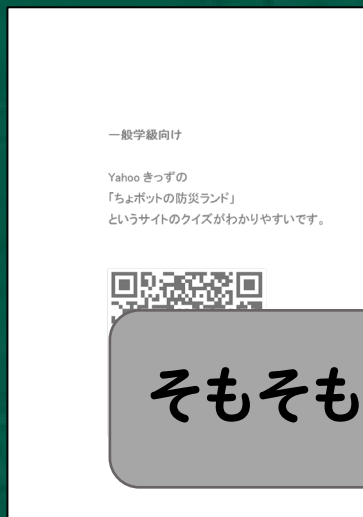 一般学級向け
Yahoo きっずの
「ちょボットの防災ランド」
というサイトのクイズがわかりやすいです。
そもそも